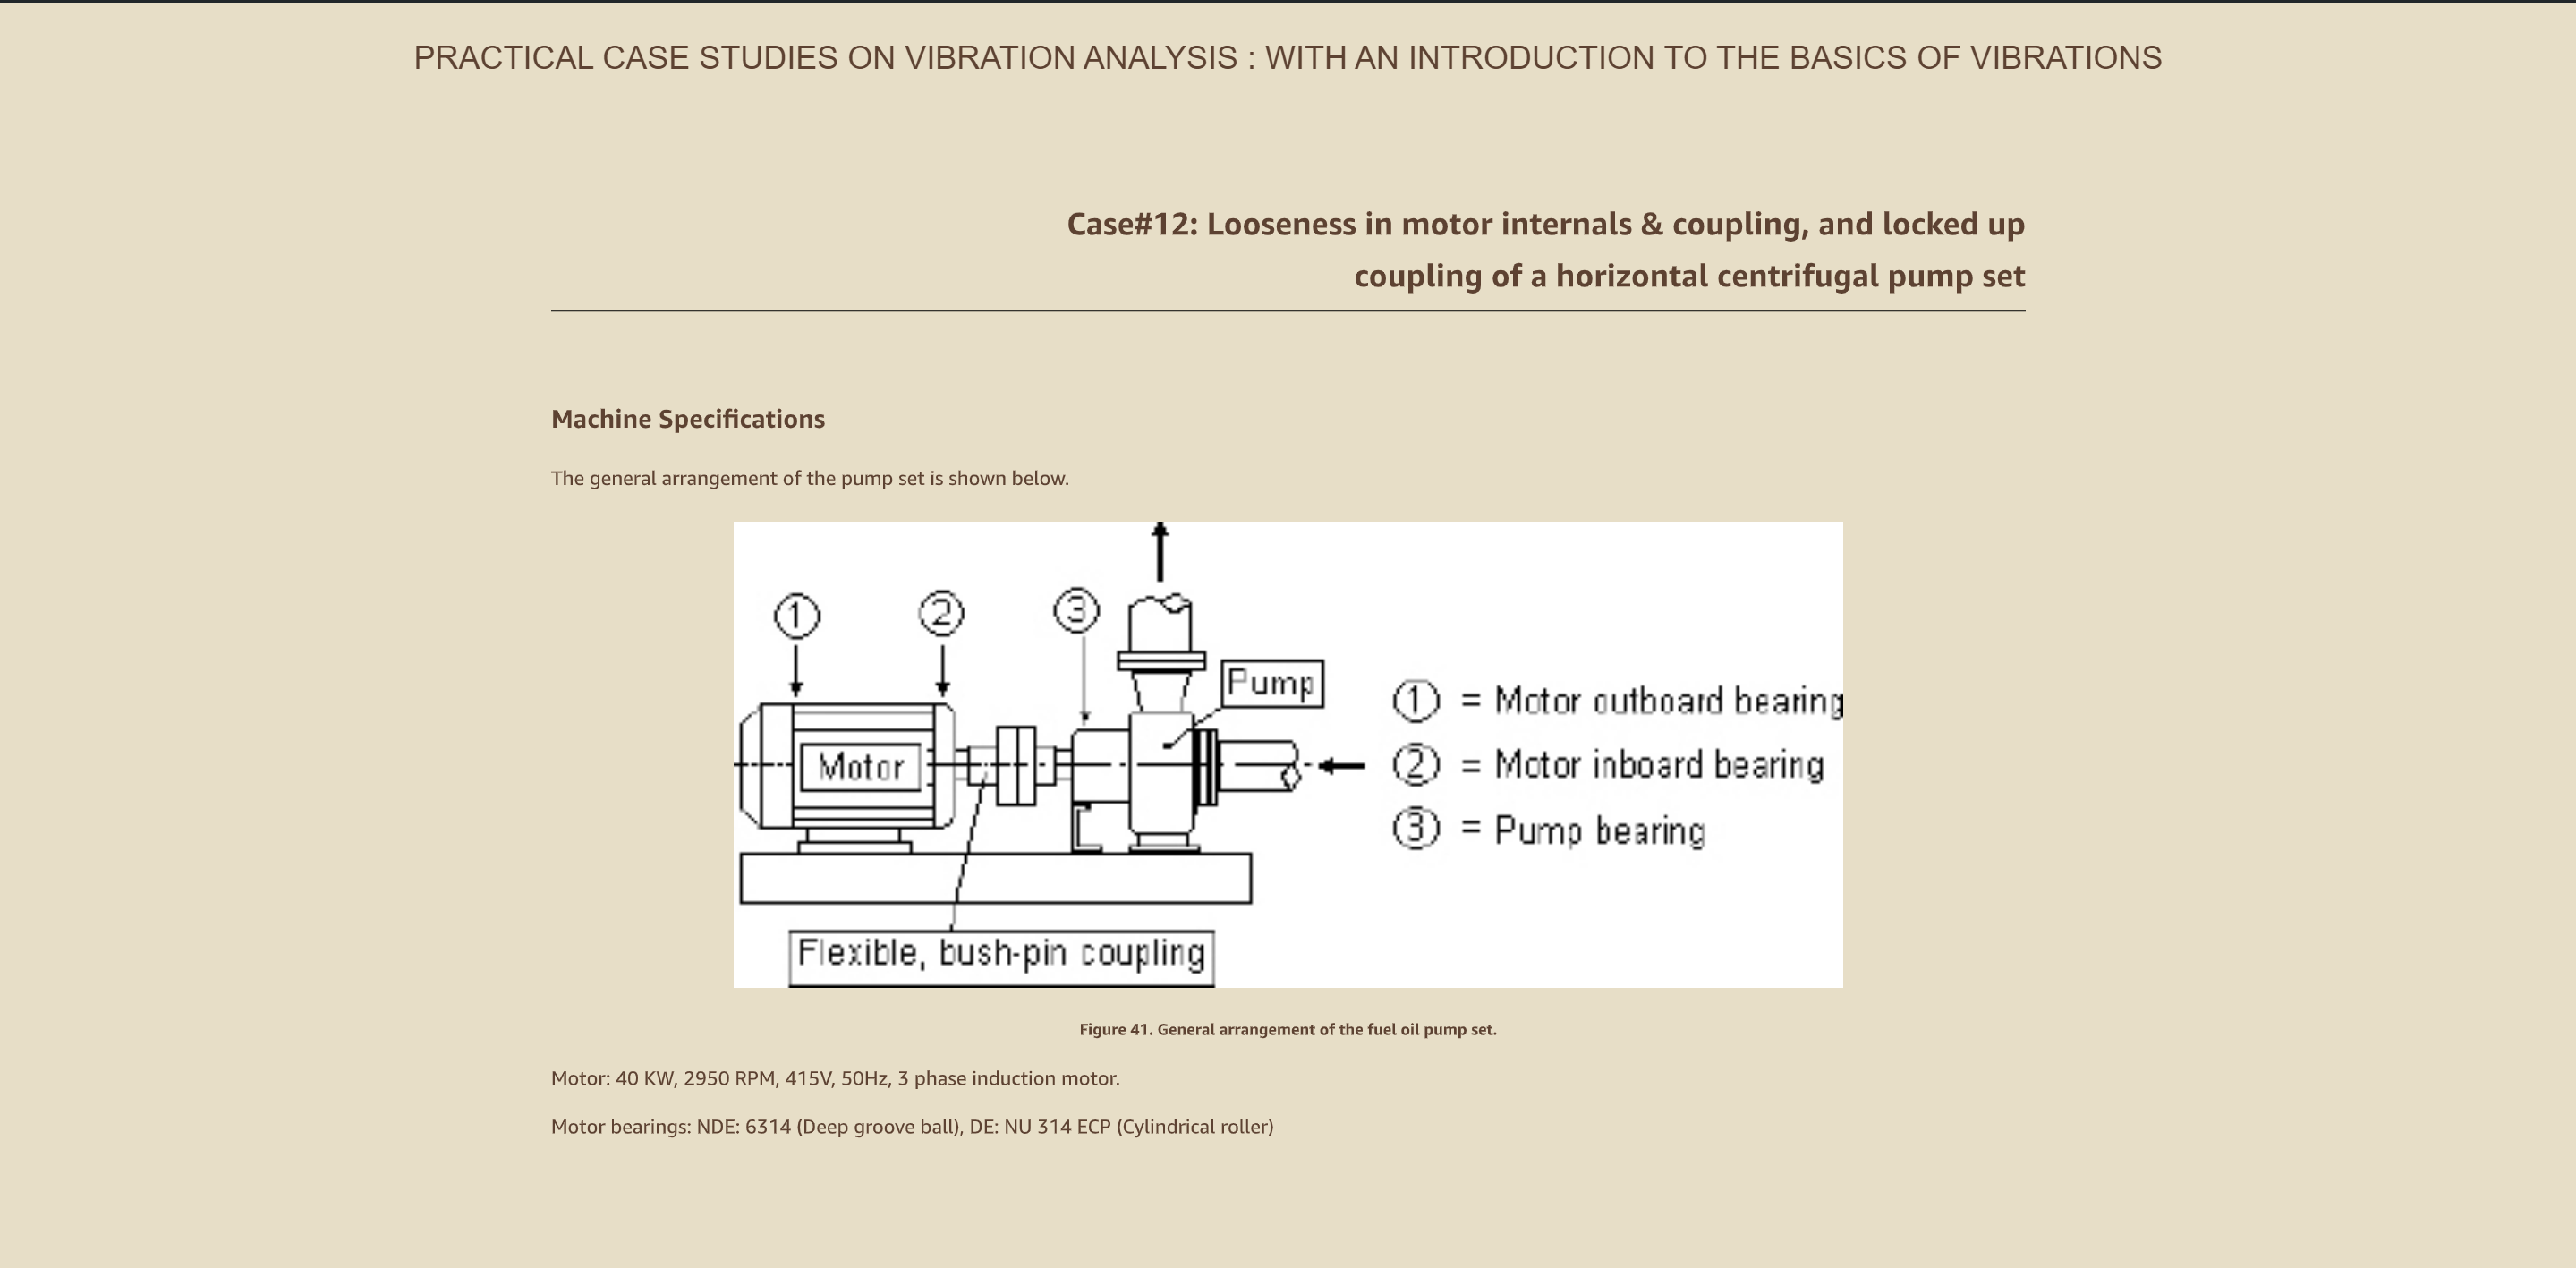 PRACTICAL CASE STUDIES ON VIBRATION ANALYSIS : WITH AN INTRODUCTION TO THE BASICS OF VIBRATIONS
Case#12: Looseness in motor internals & coupling, and locked up
coupling of a horizontal centrifugal pump set
Machine Specifications
The general arrangement of the pump set is shown below.
1
2
3
Pump
Motor
1 = Motor outboard bearing
2 = Motor inboard bearing
3 = Pump bearing
Flexible, bush-pin coupling
Figure 41. General arrangement of the fuel oil pump set.
Motor: 40 KW, 2950 RPM, 415V, 50Hz, 3 phase induction motor.
Motor bearings: NDE: 6314 (Deep groove ball), DE: NU 314 ECP (Cylindrical roller)